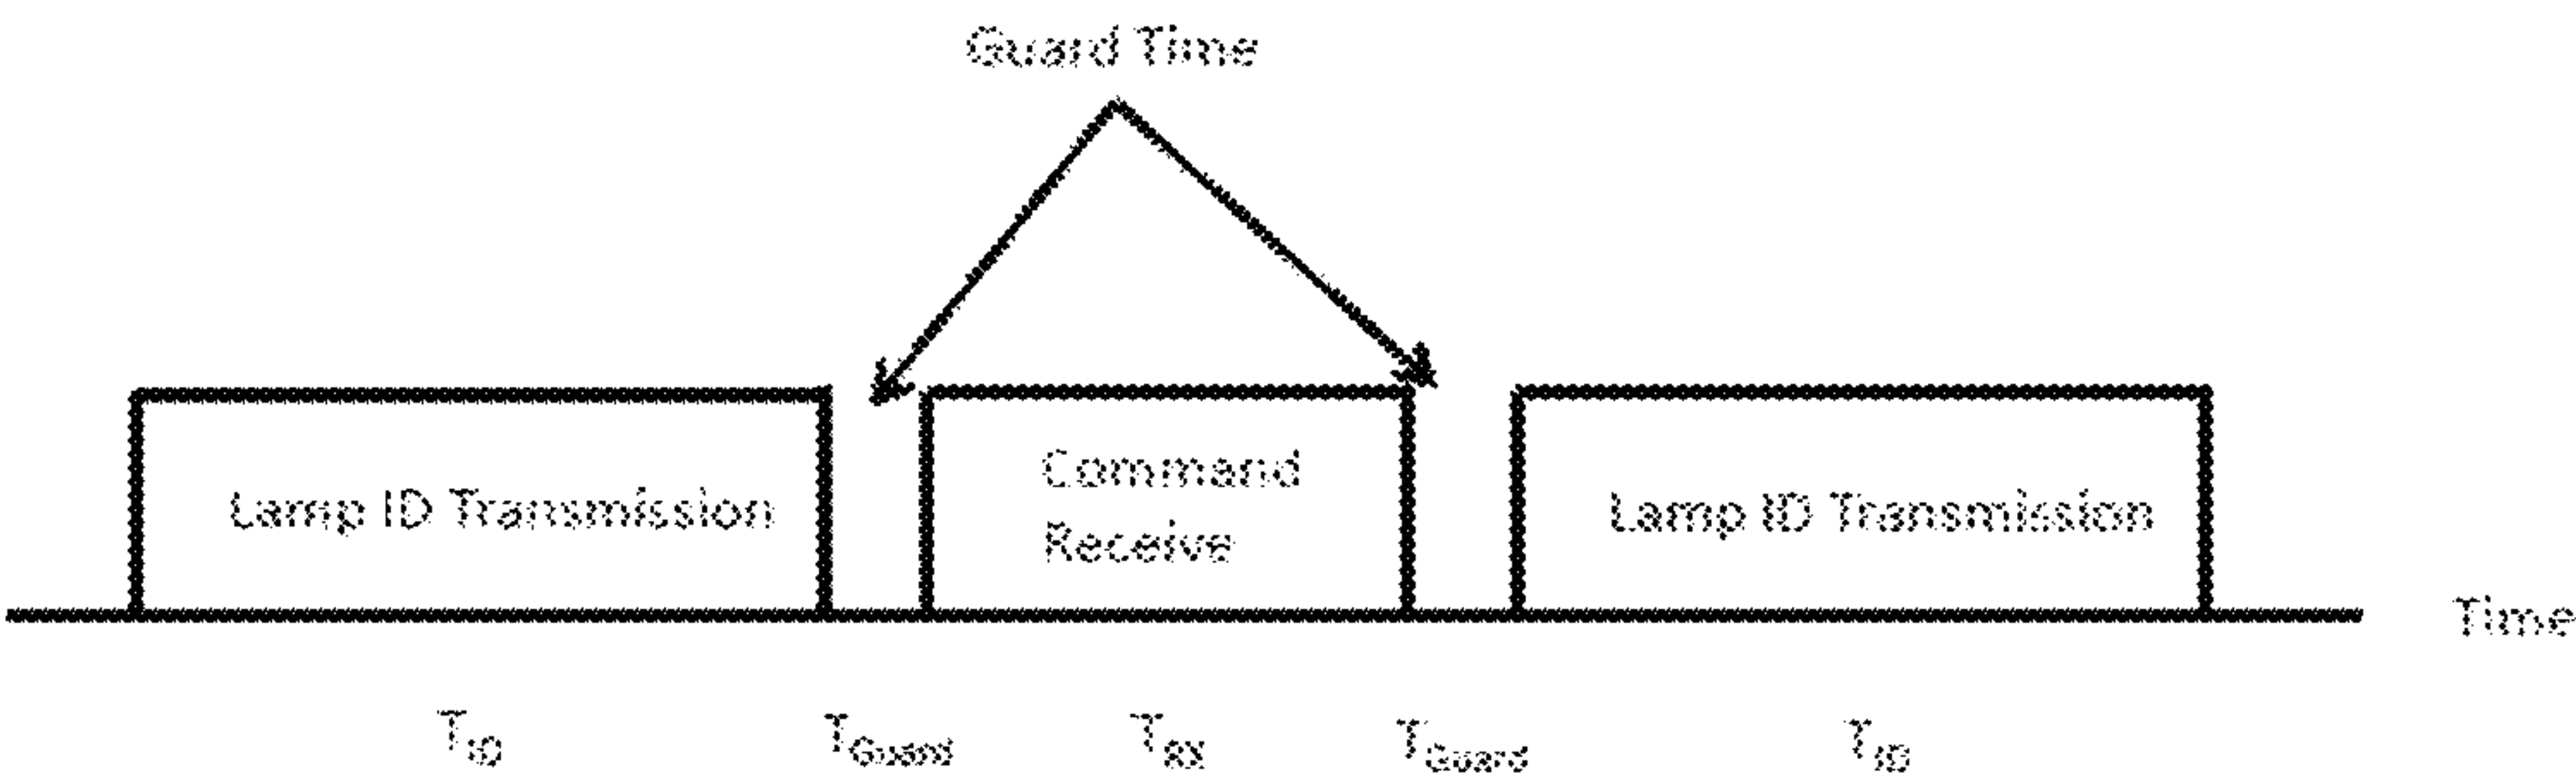 Guard Time
Lamp ID Transmission
Command
Receive
Lamp ID Transmission
Time
T_ID T_Guard T_RX T_Guard T_ID